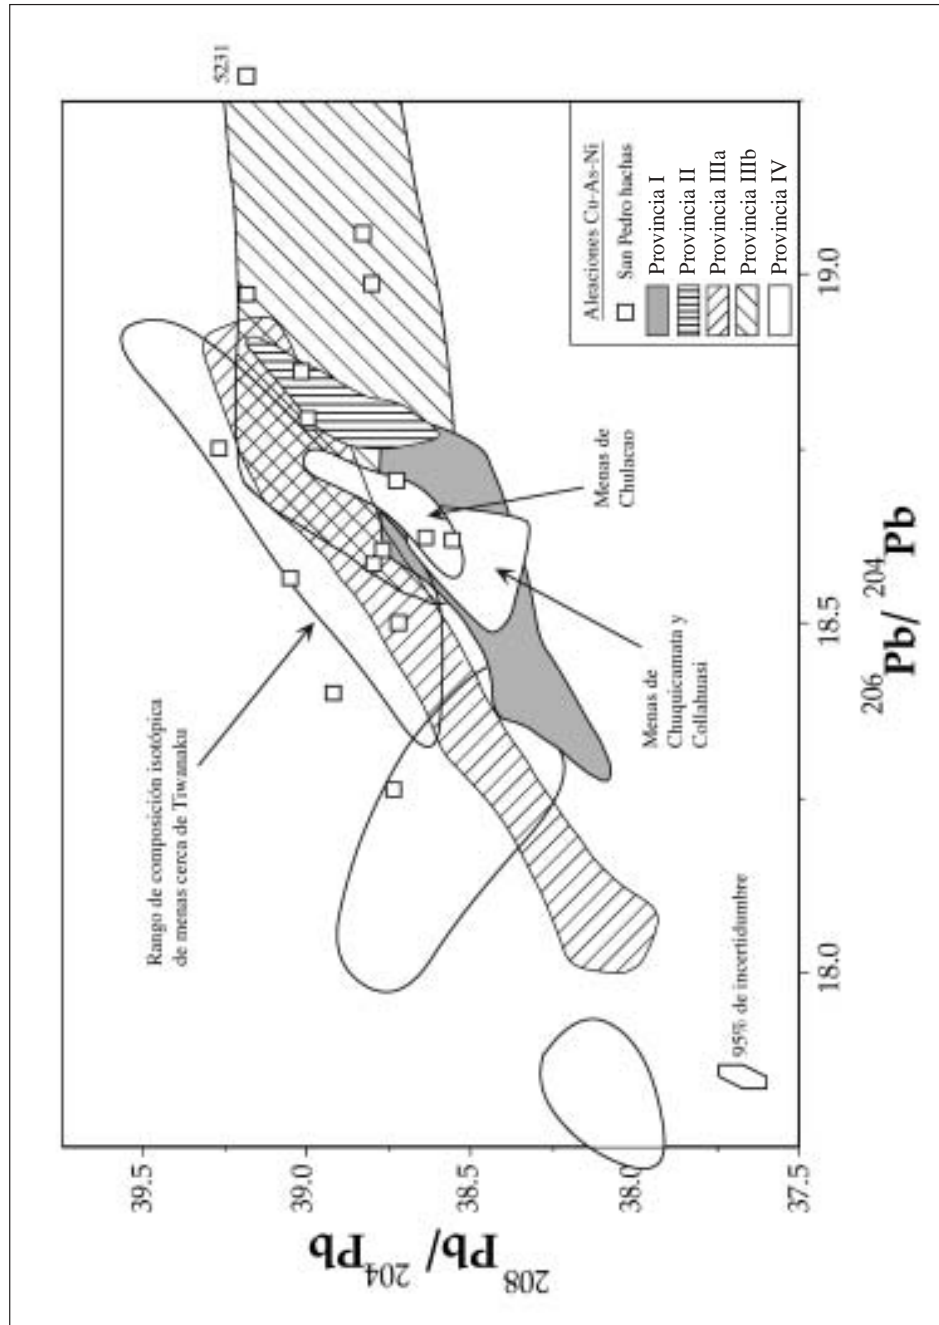 5231
Rango de composición isotópica
de menas cerca de Tiwanaku
Menas de
Chulacao
Menas de
Chuquicamata y
Collahuasi
95% de incertidumbre
Aleaciones Cu-As-Ni
San Pedro hachas
Provincia I
Provincia II
Provincia IIIa
Provincia IIIb
Provincia IV
39.5
39.0
38.5
38.0
37.5
208Pb/ 204Pb
18.0
18.5
19.0
206Pb/ 204Pb